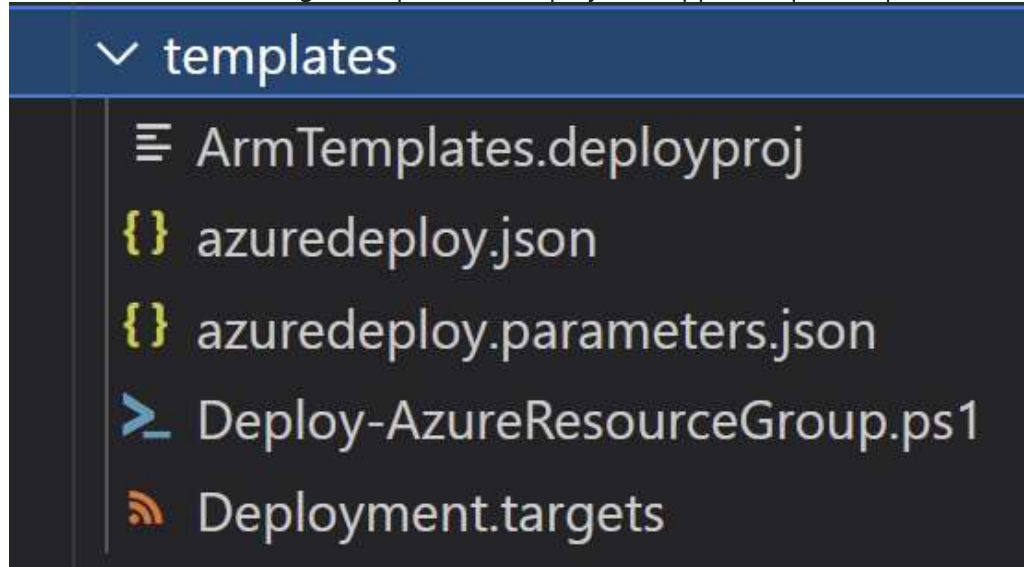 templates
ArmTemplates.deployproj
azuredeploy.json
azuredeploy.parameters.json
Deploy-AzureResourceGroup.ps1
Deployment.targets